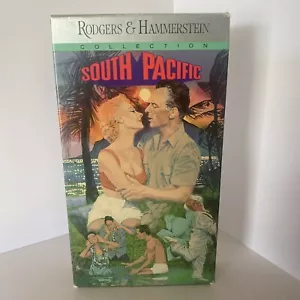 RODGERS & HAMMERSTEIN
COLLECTION
SOUTH PACIFIC